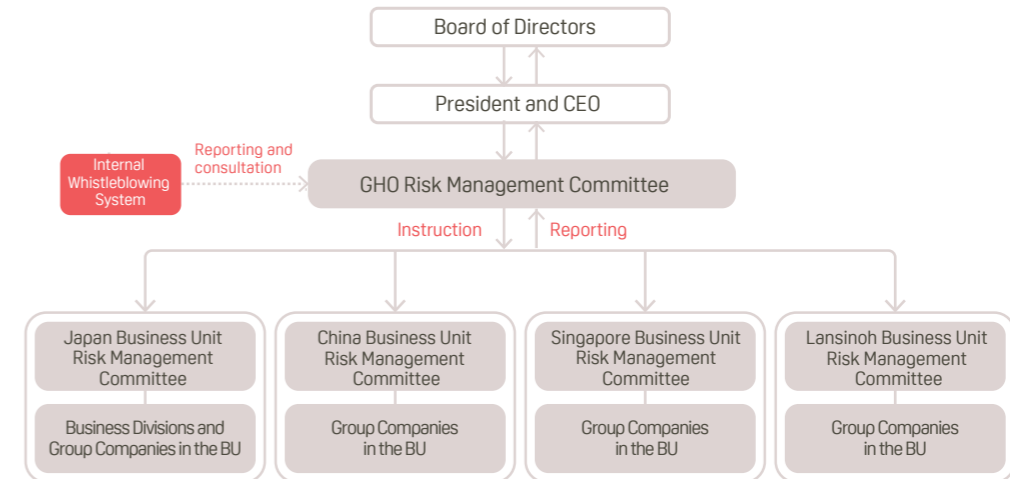 Board of Directors
President and CEO
Reporting and
consultation
Internal
Whistleblowing
System
GHO Risk Management Committee
Instruction
Reporting
Japan Business Unit
Risk Management
Committee
China Business Unit
Risk Management
Committee
Singapore Business Unit
Risk Management
Committee
Lansinoh Business Unit
Risk Management
Committee
Business Divisions and
Group Companies in the BU
Group Companies
in the BU
Group Companies
in the BU
Group Companies
in the BU